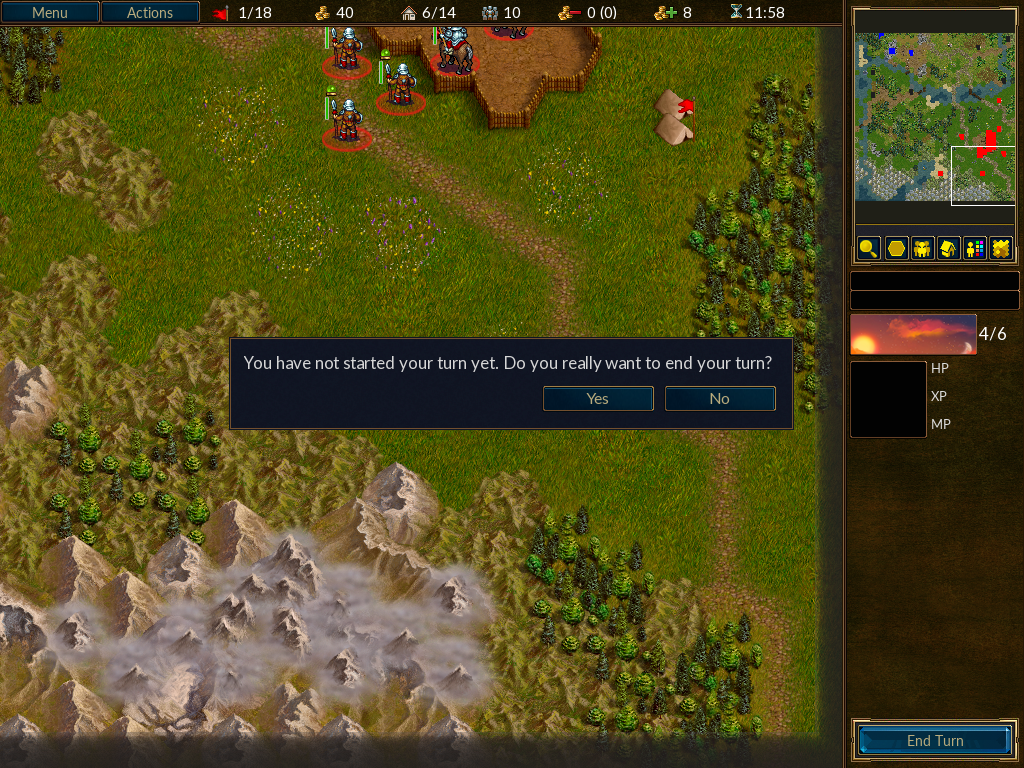 Menu
Actions
1/18
40
6/14
10
0 (0)
8
11:58
You have not started your turn yet. Do you really want to end your turn?
Yes
No
4/6
HP
XP
MP
End Turn